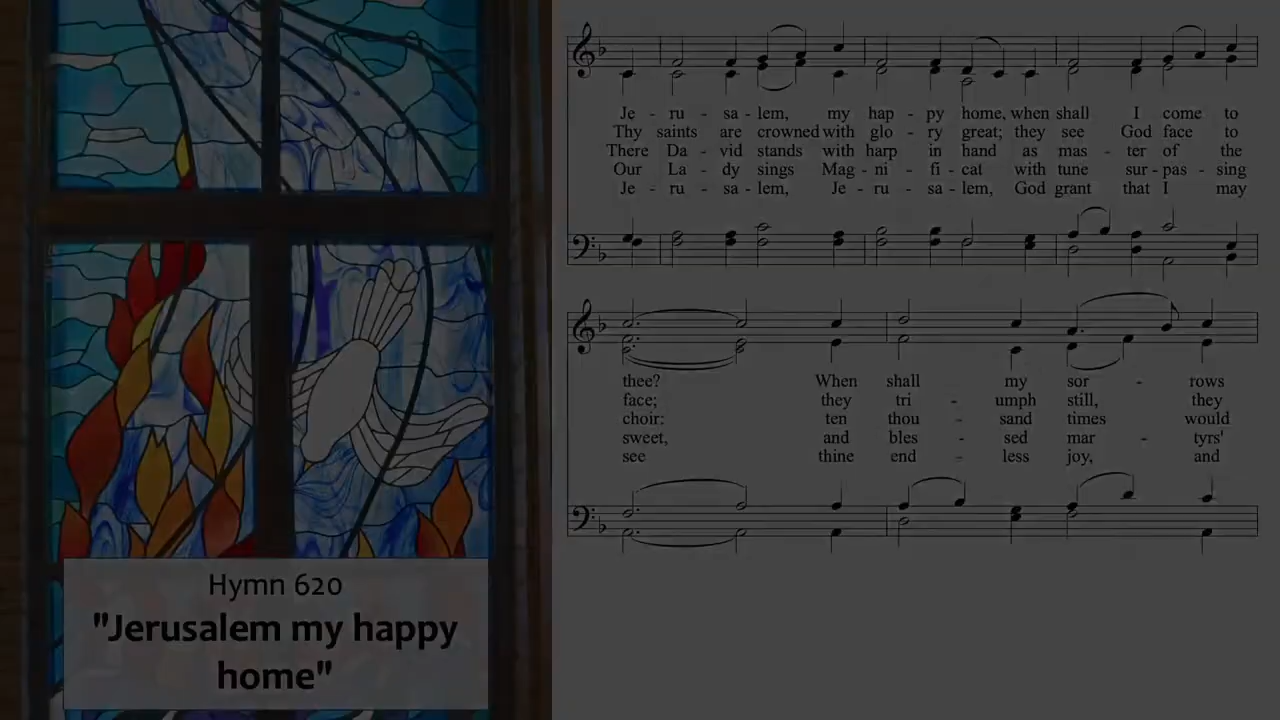 Hymn 620
"Jerusalem my happy
home"
Je - ru - sa - lem, my hap - py home, when shall I come to
Thy saints are crowned with glo - ry great; they see God face to
There Da - vid stands with harp in hand as mas - ter of the
Our La - dy sings Mag - ni - fi - cat with tune sur - pas - sing
Je - ru - sa - lem, Je - ru - sa - lem, God grant that I may
thee? When shall my sor - rows
face; they tri - umph still, they
choir: ten thou - sand times would
sweet, and bles - sed mar - tyrs'
see thine end - less joy, and